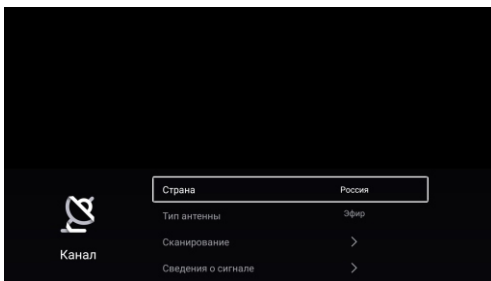 Страна Россия
Тип антенны Эфир
Сканирование
Канал
Сведения о сигнале